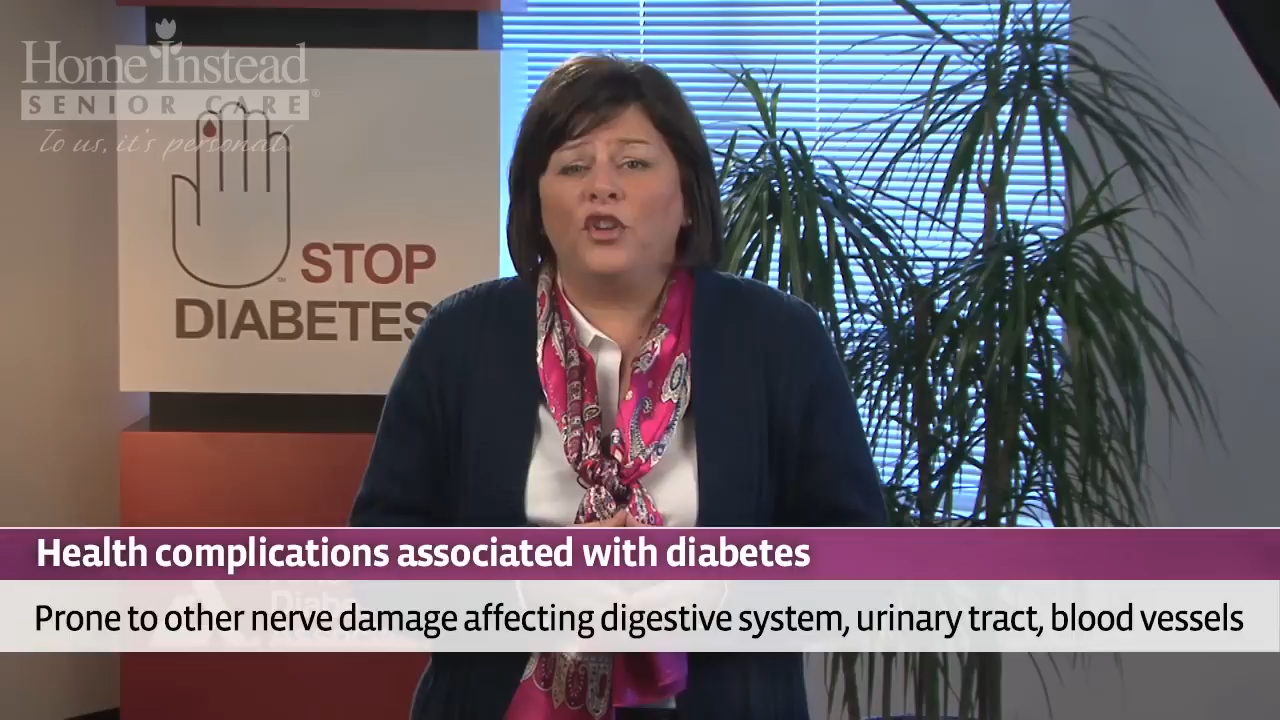 Home Instead
SENIOR CARE®
To us, it's personal.
STOP
DIABETES
Health complications associated with diabetes
Prone to other nerve damage affecting digestive system, urinary tract, blood vessels